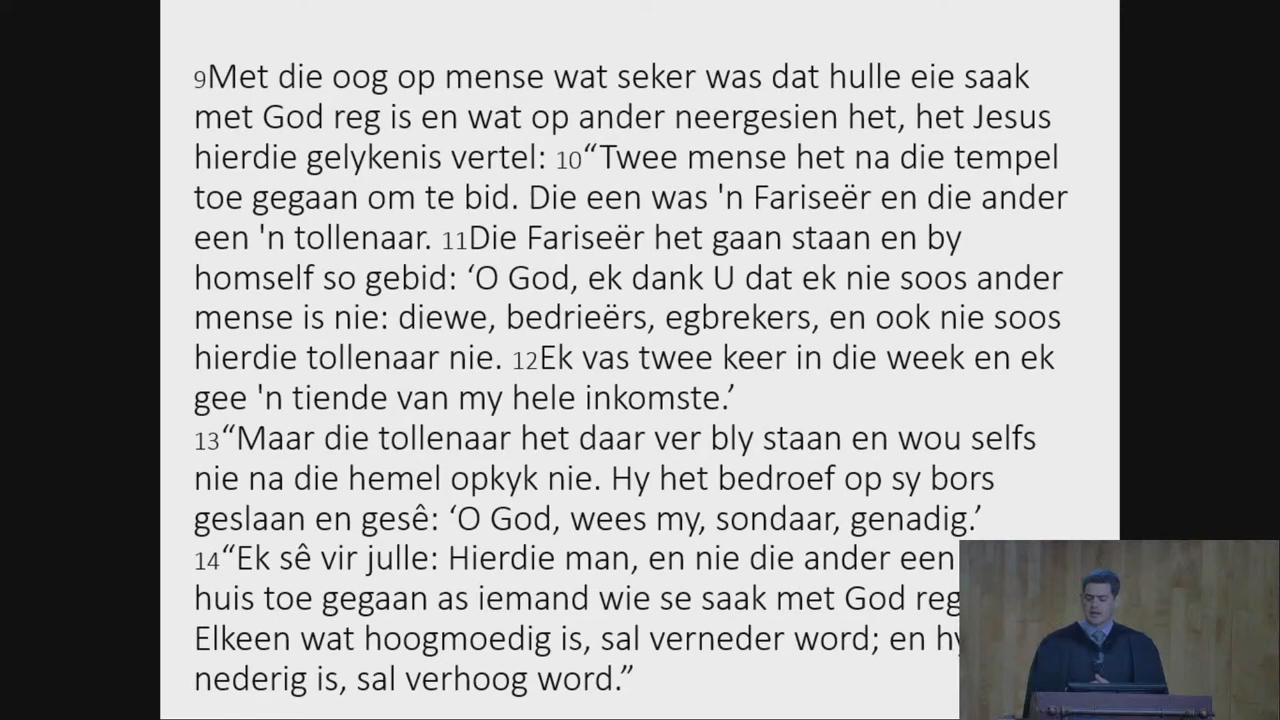 9Met die oog op mense wat seker was dat hulle eie saak
met God reg is en wat op ander neergesien het, het Jesus
hierdie gelykenis vertel: 10“Twee mense het na die tempel
toe gegaan om te bid. Die een was 'n Fariseër en die ander
een 'n tollenaar. 11Die Fariseër het gaan staan en by
homself so gebid: ‘O God, ek dank U dat ek nie soos ander
mense is nie: diewe, bedrieërs, egbrekers, en ook nie soos
hierdie tollenaar nie. 12Ek vas twee keer in die week en ek
gee 'n tiende van my hele inkomste.’
13“Maar die tollenaar het daar ver bly staan en wou selfs
nie na die hemel opkyk nie. Hy het bedroef op sy bors
geslaan en gesê: ‘O God, wees my, sondaar, genadig.’
14“Ek sê vir julle: Hierdie man, en nie die ander een
huis toe gegaan as iemand wie se saak met God reg
Elkeen wat hoogmoedig is, sal verneder word; en hy
nederig is, sal verhoog word.”